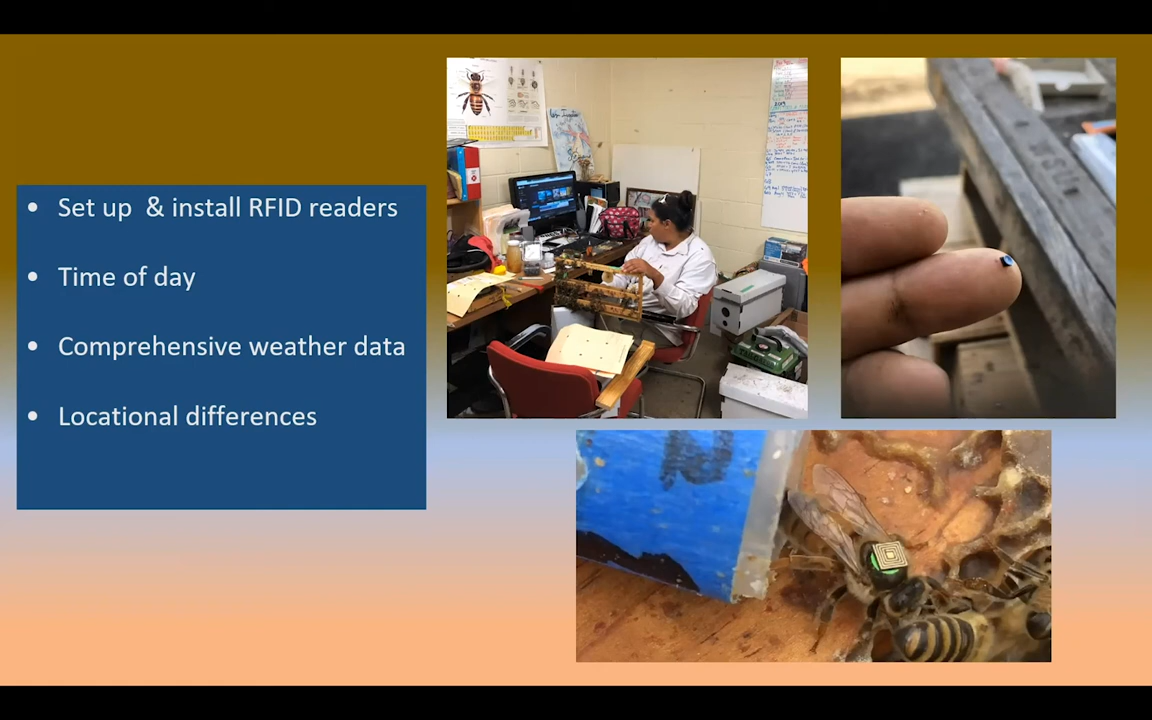 • Set up & install RFID readers
• Time of day
• Comprehensive weather data
• Locational differences